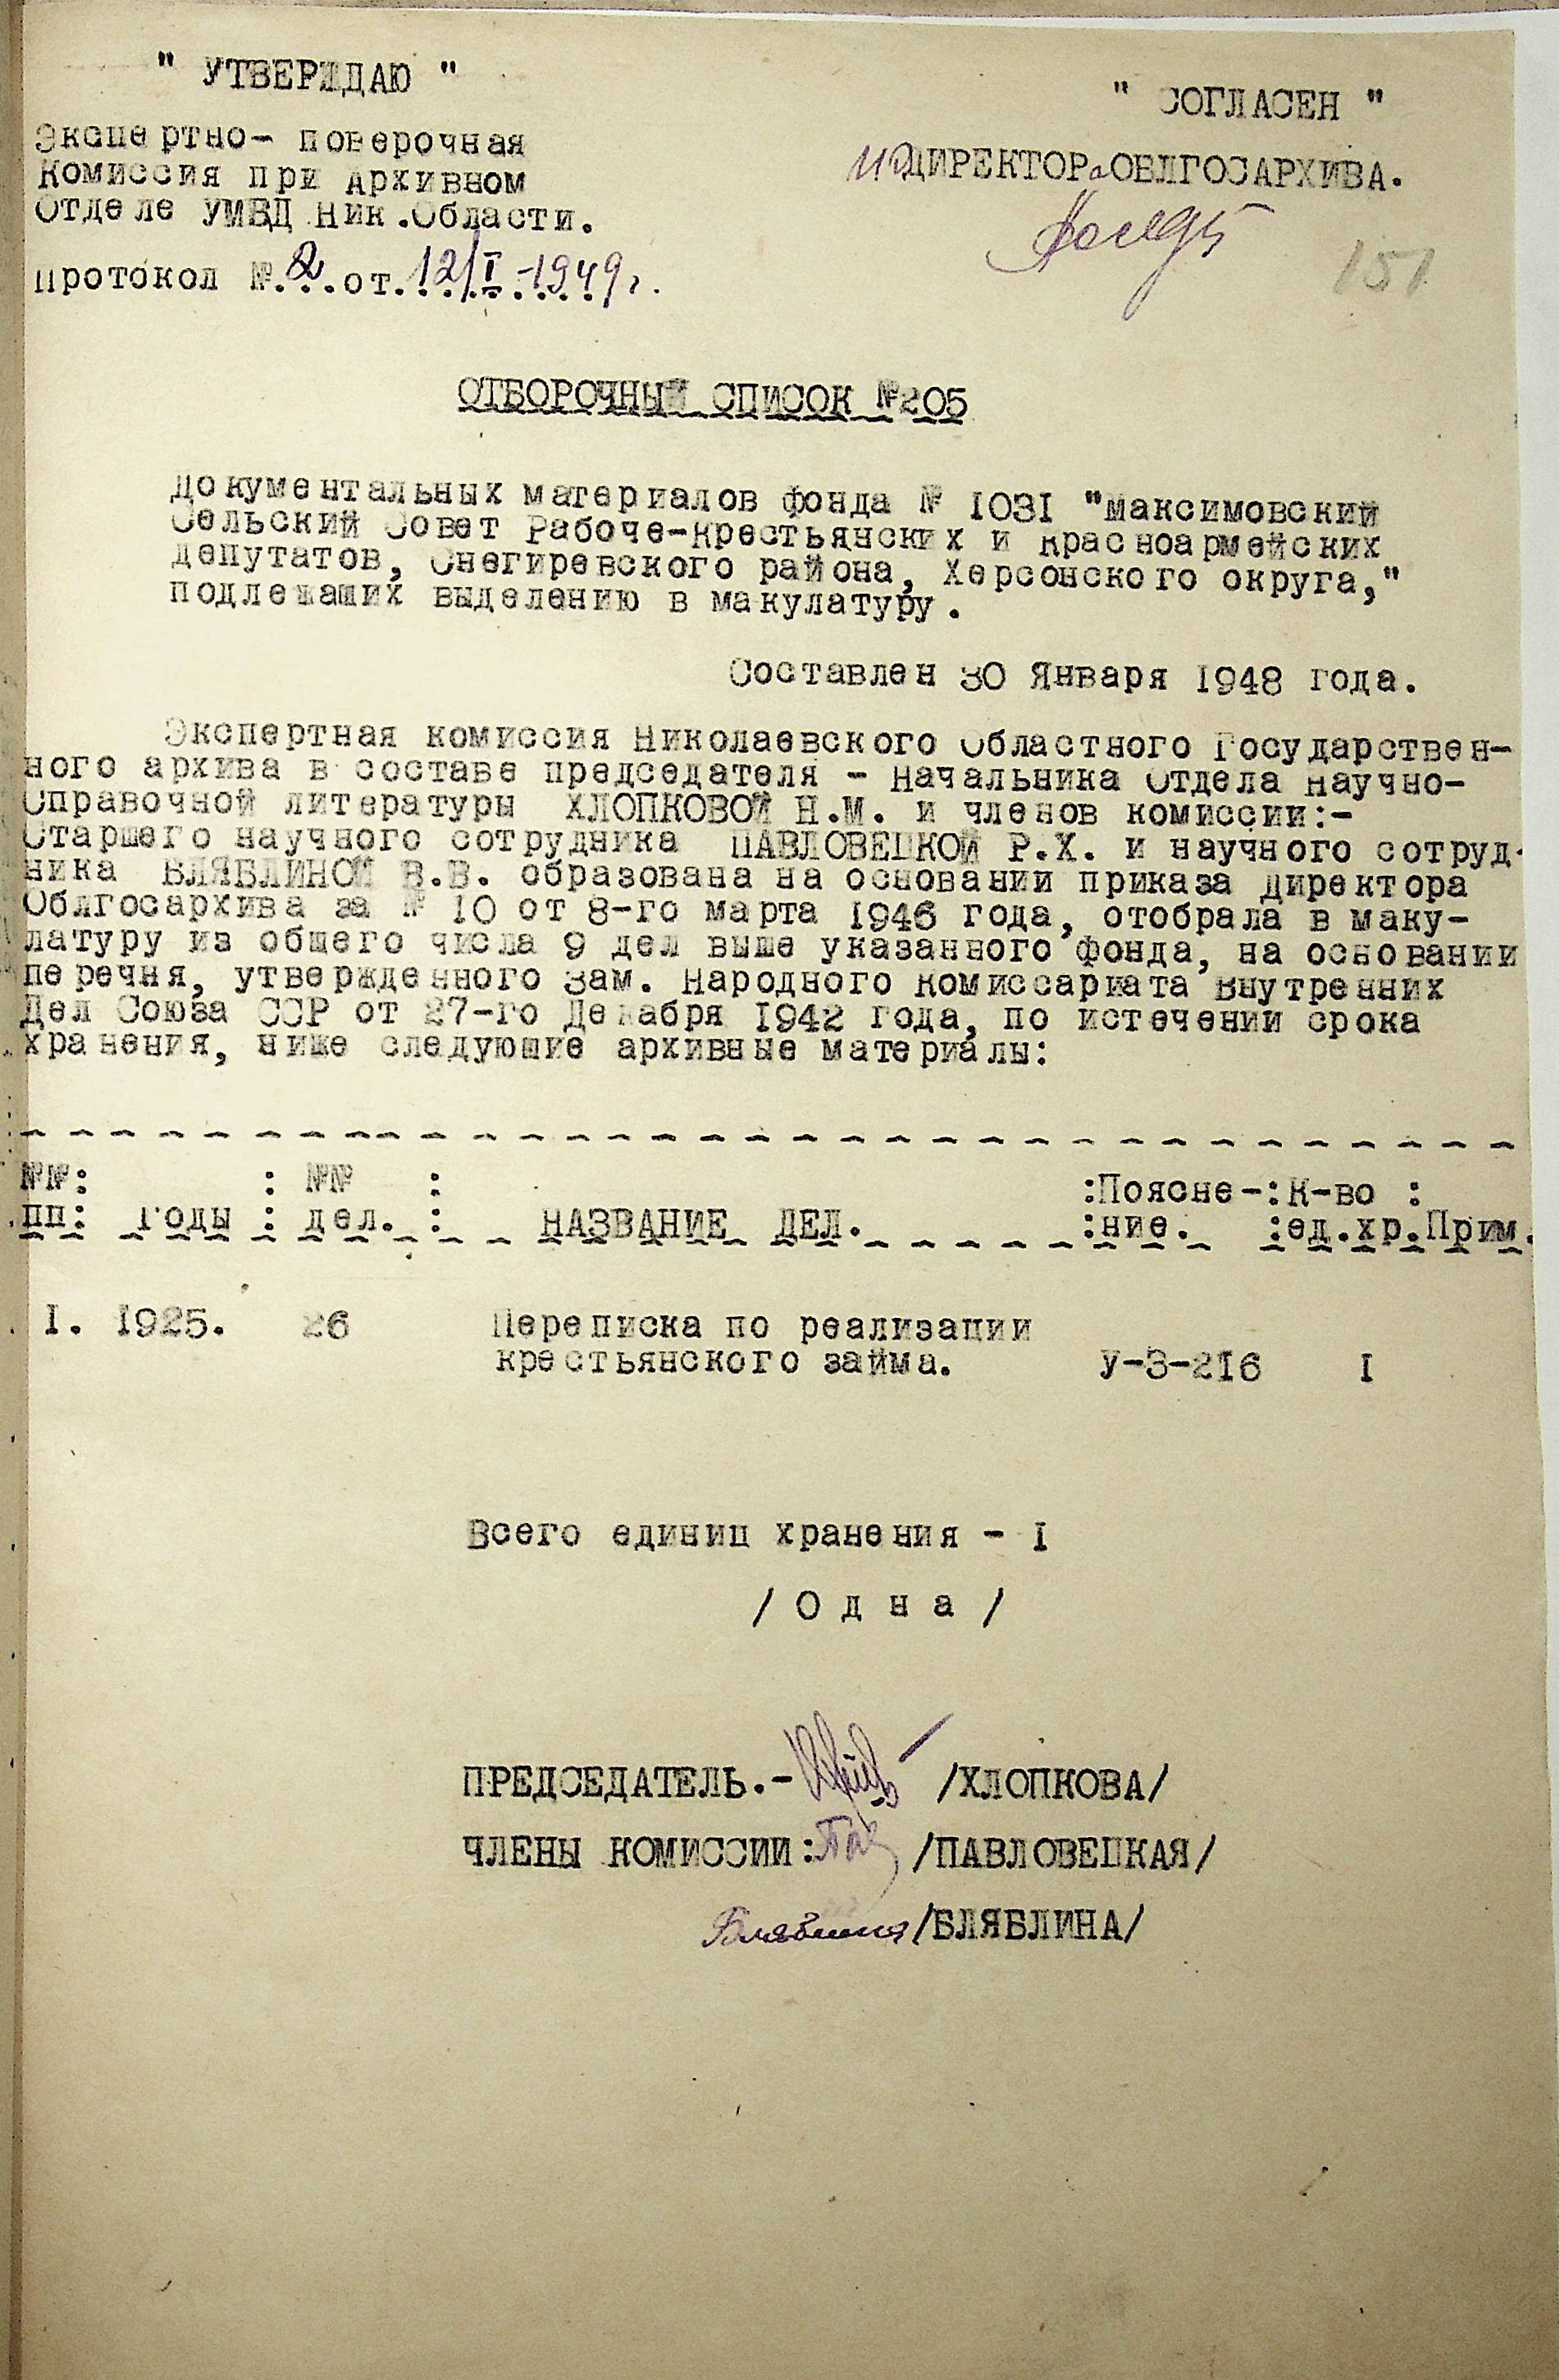 " УТВЕРЖДАЮ "
Экспертно- поверочная
Комиссия при Архивном
Отделе УМВД Ник.Области.
Протокол №.2.от.12/I-1949г.
" СОГЛАСЕН "
ИО ДИРЕКТОРа ОБЛГОСАРХИВА.
151
ОТБОРОЧНЫЙ СПИСОК №205
Документальных материалов фонда № 1031 "Максимовский
Сельский Совет Рабоче-Крестьянских и Красноармейских
Депутатов, Снегиревского района, Херсонского округа,"
подлежащих выделению в макулатуру.
Составлен 30 Января 1948 года.
Экспертная комиссия Николаевского Областного Государствен-
ного архива в составе председателя - Начальника Отдела Научно-
Справочной литературы ХЛОПКОВОЙ Н.М. и членов комиссии:-
Старшего научного сотрудника ПАВЛОВЕЦКОЙ Р.Х. и научного сотруд-
ника БЛЯБЛИНОЙ В.В. образована на основании приказа Директора
Облгосархива за № 10 от 8-го марта 1946 года, отобрала в маку-
латуру из общего числа 9 дел выше указанного фонда, на основании
перечня, утвержденного Зам. Народного Комиссариата Внутренних
Дел Союза ССР от 27-го Декабря 1942 года, по истечении срока
хранения, ниже следующие архивные материалы:
№№: : №№ : :Поясне-:К-во :
пп: Годы : дел. : НАЗВАНИЕ ДЕЛ. :ние. :ед.хр.Прим.
I. 1925. 26 Переписка по реализации
крестьянского займа. У-3-216 I
Всего единиц хранения - I
/ О д н а /
ПРЕДСЕДАТЕЛЬ.- /ХЛОПКОВА/
ЧЛЕНЫ КОМИССИИ: Пав /ПАВЛОВЕЦКАЯ/
Бляблина /БЛЯБЛИНА/